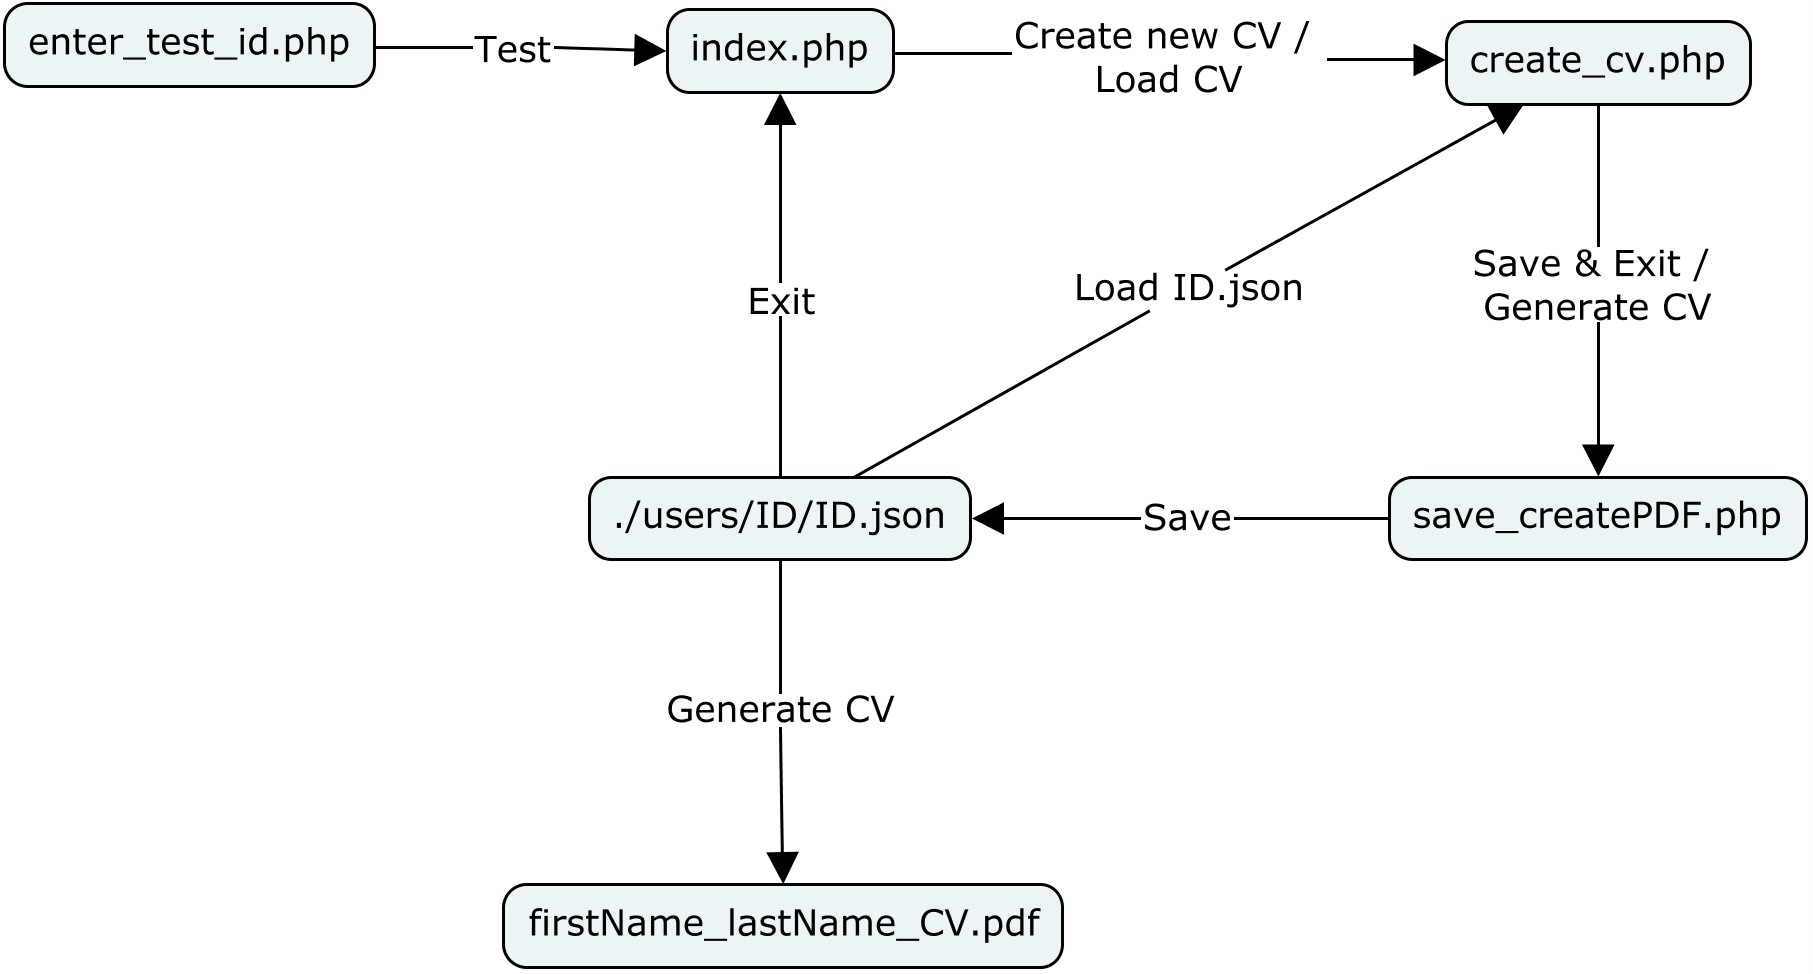 enter_test_id.php
Test
index.php
Create new CV /
Load CV
create_cv.php
Exit
Load ID.json
Save & Exit /
Generate CV
./users/ID/ID.json
Save
save_createPDF.php
Generate CV
firstName_lastName_CV.pdf